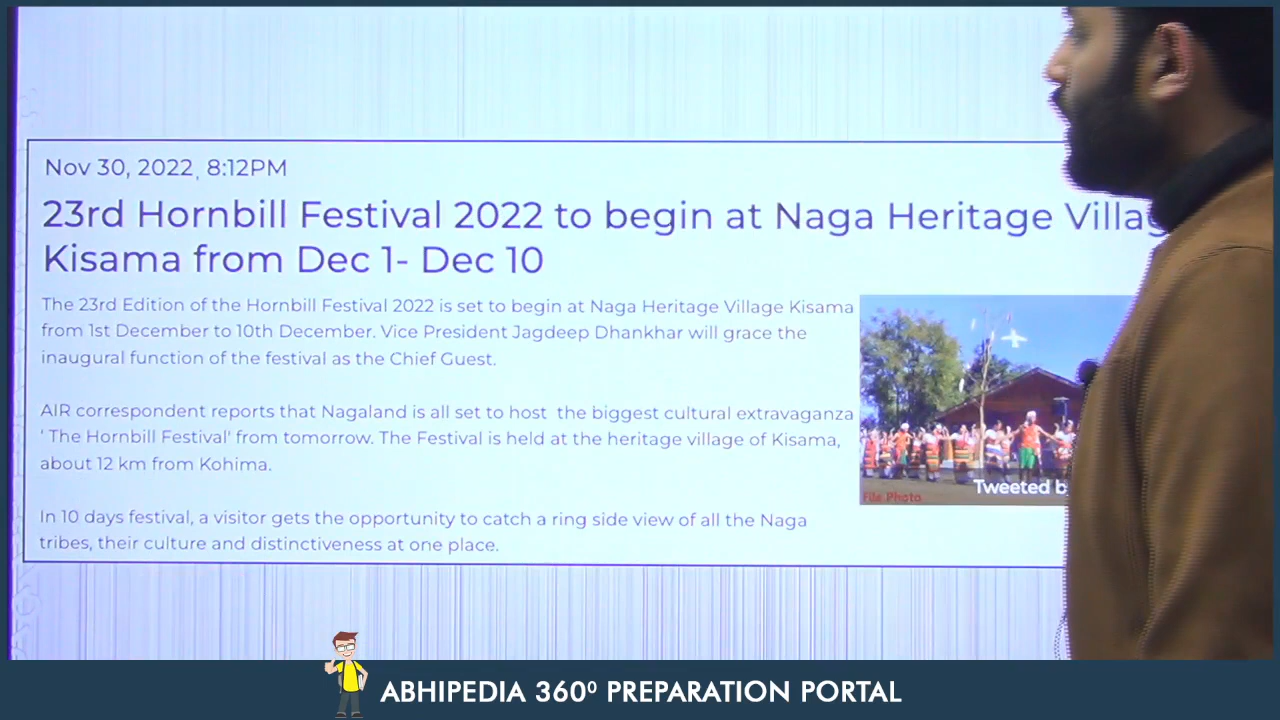 Nov 30, 2022, 8:12PM
23rd Hornbill Festival 2022 to begin at Naga Heritage
Kisama from Dec 1- Dec 10
The 23rd Edition of the Hornbill Festival 2022 is set to begin at Naga Heritage Village Kisama
from 1st December to 10th December. Vice President Jagdeep Dhankhar will grace the
inaugural function of the festival as the Chief Guest.
AIR correspondent reports that Nagaland is all set to host the biggest cultural extravaganza
' The Hornbill Festival' from tomorrow. The Festival is held at the heritage village of Kisama,
about 12 km from Kohima.
In 10 days festival, a visitor gets the opportunity to catch a ring side view of all the Naga
tribes, their culture and distinctiveness at one place.
File Photo
Tweeted
ABHIPEDIA 360⁰ PREPARATION PORTAL